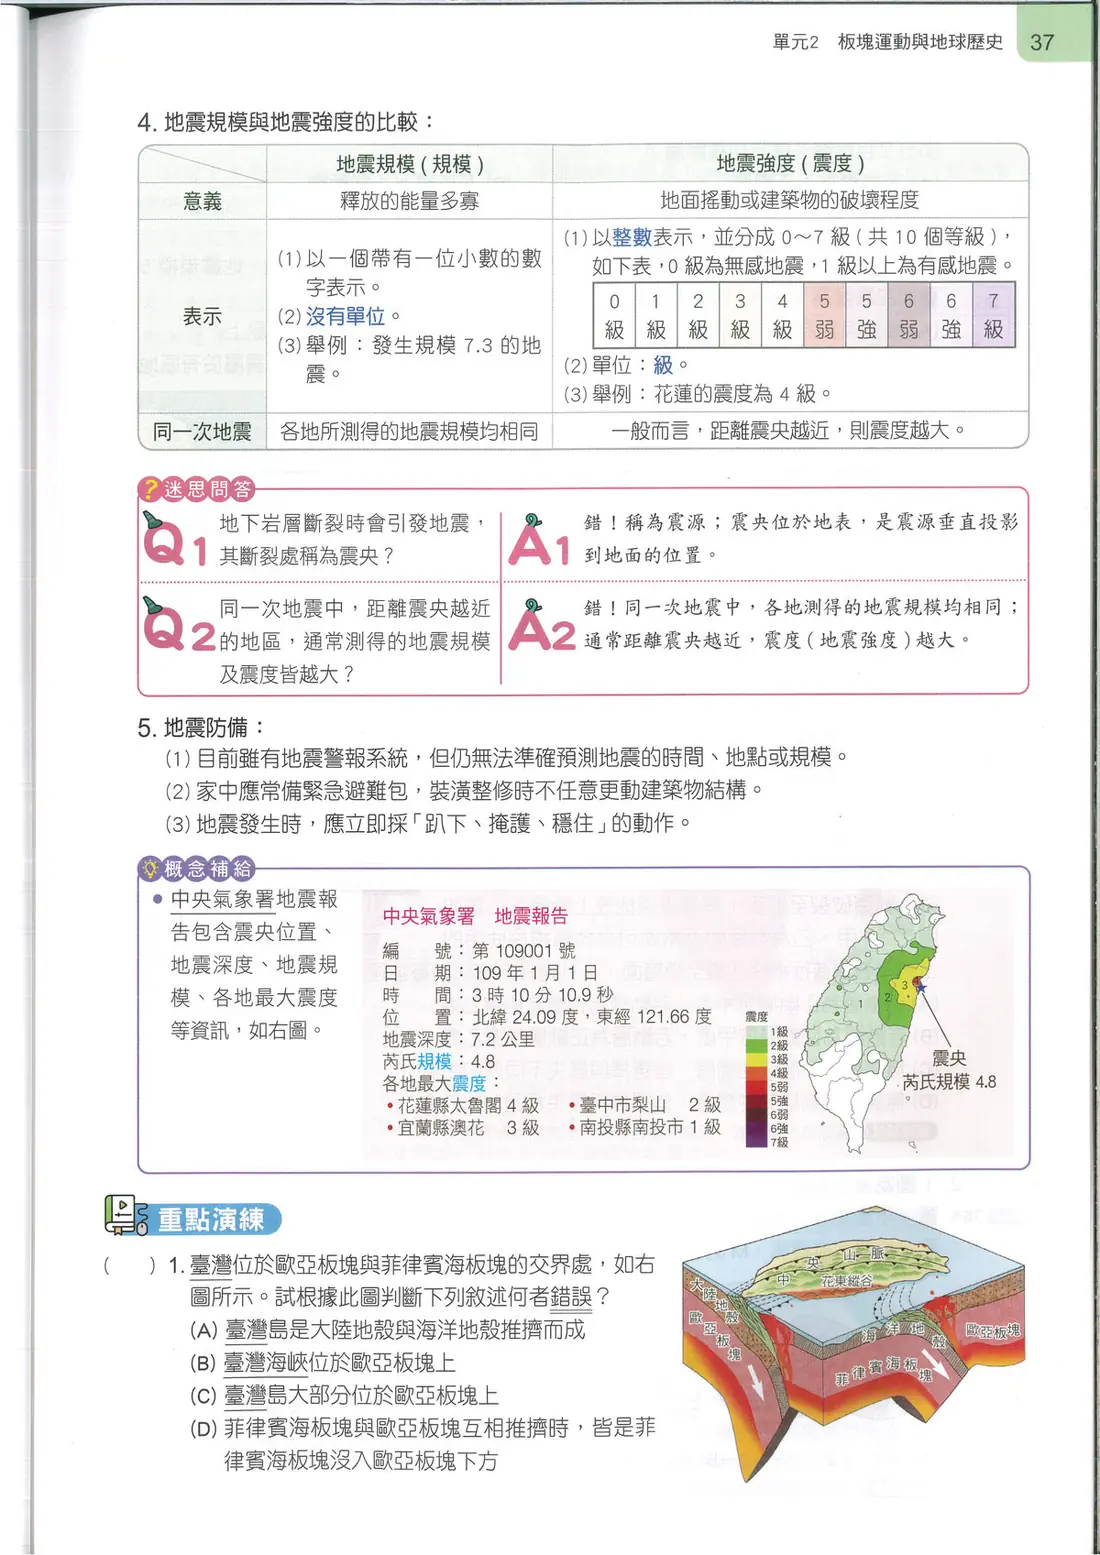 單元2 板塊運動與地球歷史 37
4. 地震規模與地震強度的比較：
地震規模（規模） 地震強度（震度）
意義 釋放的能量多寡 地面搖動或建築物的破壞程度
表示
(1) 以一個帶有一位小數的數
字表示。
(2) 沒有單位。
(3) 舉例：發生規模 7.3 的地
震。
(1) 以整數表示，並分成 0～7 級（共 10 個等級），
如下表，0 級為無感地震，1 級以上為有感地震。
0 1 2 3 4 5 5 6 6 7
級 級 級 級 級 弱 強 弱 強 級
(2) 單位：級。
(3) 舉例：花蓮的震度為 4 級。
同一次地震 各地所測得的地震規模均相同 一般而言，距離震央越近，則震度越大。
?迷思問答
Q1 地下岩層斷裂時會引發地震，
其斷裂處稱為震央？
A1 錯！稱為震源；震央位於地表，是震源垂直投影
到地面的位置。
Q2 同一次地震中，距離震央越近
的地區，通常測得的地震規模
及震度皆越大？
A2 錯！同一次地震中，各地測得的地震規模均相同；
通常距離震央越近，震度（地震強度）越大。
5. 地震防備：
(1) 目前雖有地震警報系統，但仍無法準確預測地震的時間、地點或規模。
(2) 家中應常備緊急避難包，裝潢整修時不任意更動建築物結構。
(3) 地震發生時，應立即採「趴下、掩護、穩住」的動作。
概念補給
• 中央氣象署地震報
告包含震央位置、
地震深度、地震規
模、各地最大震度
等資訊，如右圖。
中央氣象署 地震報告
編 號：第 109001 號
日 期：109 年 1 月 1 日
時 間：3 時 10 分 10.9 秒
位 置：北緯 24.09 度，東經 121.66 度
地震深度：7.2 公里
芮氏規模：4.8
各地最大震度：
•花蓮縣太魯閣 4 級 •臺中市梨山 2 級
•宜蘭縣澳花 3 級 •南投縣南投市 1 級
震度
1級
2級
3級
4級
5弱
5強
6弱
6強
7級
1 2 3 4
震央
芮氏規模 4.8
重點演練
（ ）1. 臺灣位於歐亞板塊與菲律賓海板塊的交界處，如右
圖所示。試根據此圖判斷下列敘述何者錯誤？
(A) 臺灣島是大陸地殼與海洋地殼推擠而成
(B) 臺灣海峽位於歐亞板塊上
(C) 臺灣島大部分位於歐亞板塊上
(D) 菲律賓海板塊與歐亞板塊互相推擠時，皆是菲
律賓海板塊沒入歐亞板塊下方
中央山脈
花東縱谷
大陸地殼
歐亞板塊
海洋地殼
菲律賓海板塊
歐亞板塊